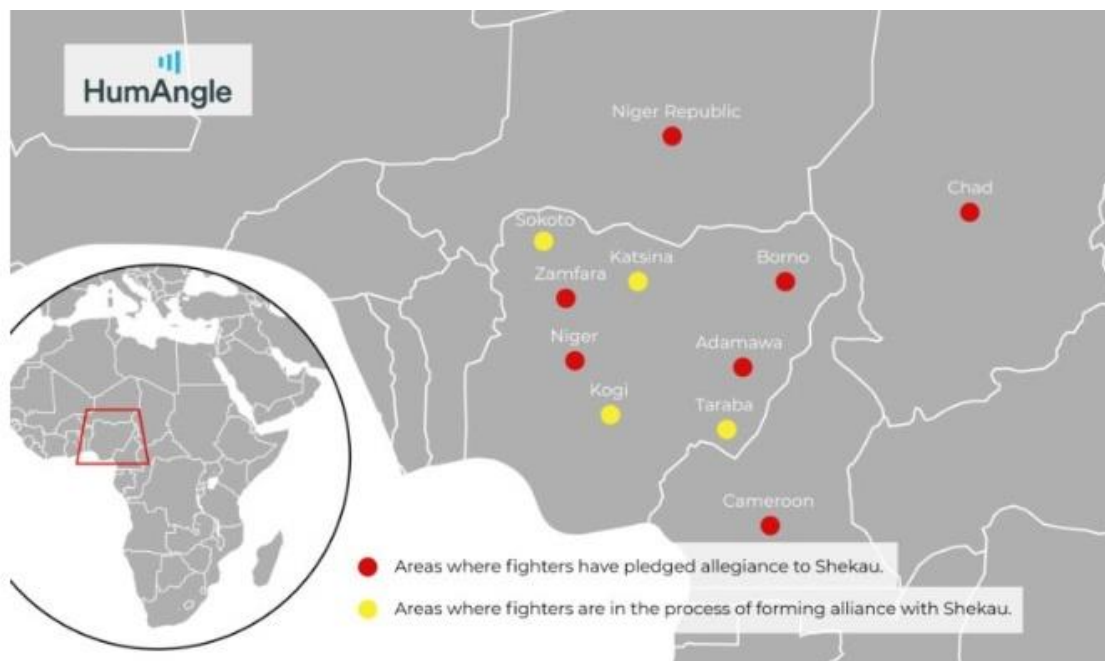 HumAngle
Niger Republic
Chad
Sokoto
Katsina
Borno
Zamfara
Niger
Adamawa
Kogi
Taraba
Cameroon
Areas where fighters have pledged allegiance to Shekau.
Areas where fighters are in the process of forming alliance with Shekau.